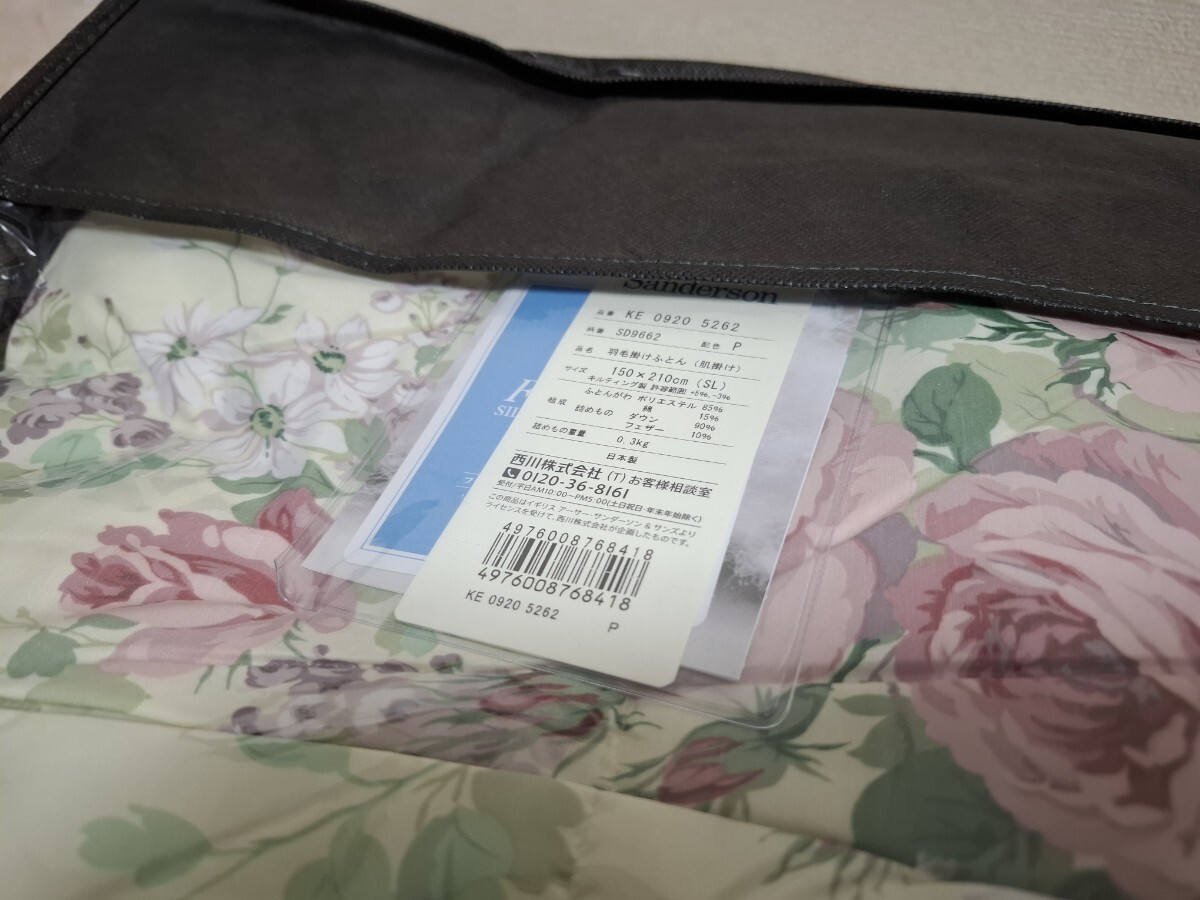 Sanderson
品番 KE 0920 5262
柄番 SD9662 配色 P
品名 羽毛掛けふとん (肌掛け)
サイズ 150×210cm (SL)
キルティング製 許容範囲 +5%,-3%
組成 ふとんがわ ポリエステル 85%
綿 15%
詰めもの ダウン 90%
フェザー 10%
詰めもの重量 0.3kg
日本製
西川株式会社 (T) お客様相談室
0120-36-8161
受付/平日AM10:00~PM5:00(土日祝日・年末年始除く)
この商品はイギリス アーサー・サンダーソン&サンズより
ライセンスを受けて、西川株式会社が企画したものです。
4976008768418
4976008768418
KE 0920 5262 P